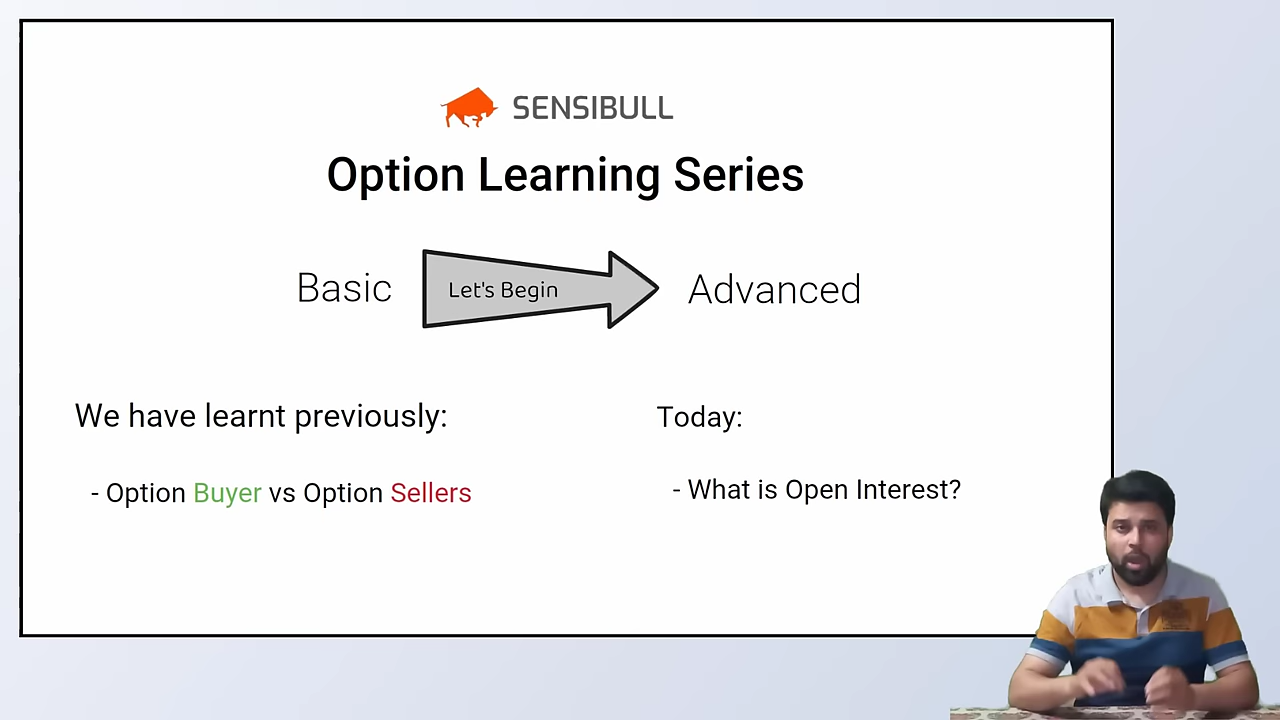 SENSIBULL
Option Learning Series
Basic
Let's Begin
Advanced
We have learnt previously:
- Option Buyer vs Option Sellers
Today:
- What is Open Interest?